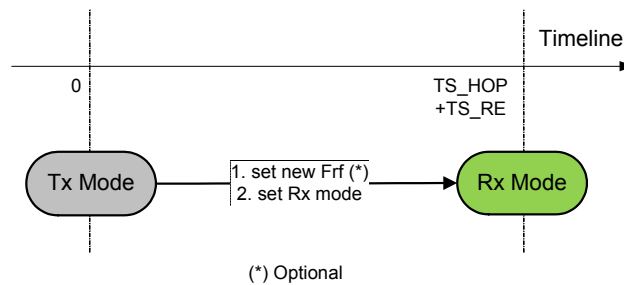 Timeline
0
TS_HOP
+TS_RE
Tx Mode
1. set new Frf (*)
2. set Rx mode
Rx Mode
(*) Optional